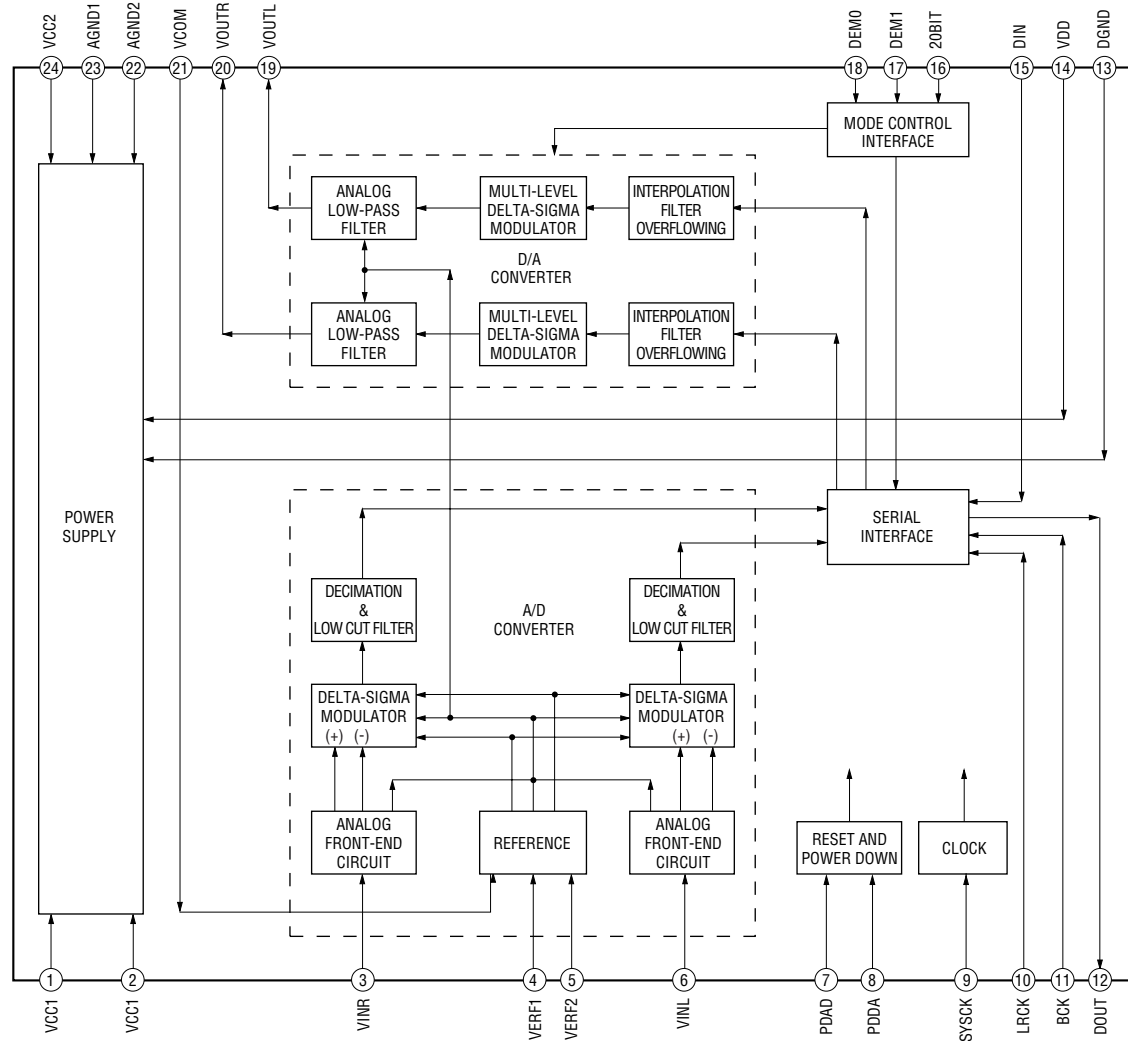 VCC2
AGND1
AGND2
VCOM
VOUTR
VOUTL
DEM0
DEM1
20BIT
DIN
VDD
DGND
24
23
22
21
20
19
18
17
16
15
14
13
MODE CONTROL
INTERFACE
ANALOG
LOW-PASS
FILTER
MULTI-LEVEL
DELTA-SIGMA
MODULATOR
INTERPOLATION
FILTER
OVERFLOWING
D/A
CONVERTER
ANALOG
LOW-PASS
FILTER
MULTI-LEVEL
DELTA-SIGMA
MODULATOR
INTERPOLATION
FILTER
OVERFLOWING
POWER
SUPPLY
SERIAL
INTERFACE
DECIMATION
&
LOW CUT FILTER
A/D
CONVERTER
DECIMATION
&
LOW CUT FILTER
DELTA-SIGMA
MODULATOR
(+) (-)
DELTA-SIGMA
MODULATOR
(+) (-)
ANALOG
FRONT-END
CIRCUIT
REFERENCE
ANALOG
FRONT-END
CIRCUIT
RESET AND
POWER DOWN
CLOCK
1
2
3
4
5
6
7
8
9
10
11
12
VCC1
VCC1
VINR
VERF1
VERF2
VINL
PDAD
PDDA
SYSCK
LRCK
BCK
DOUT